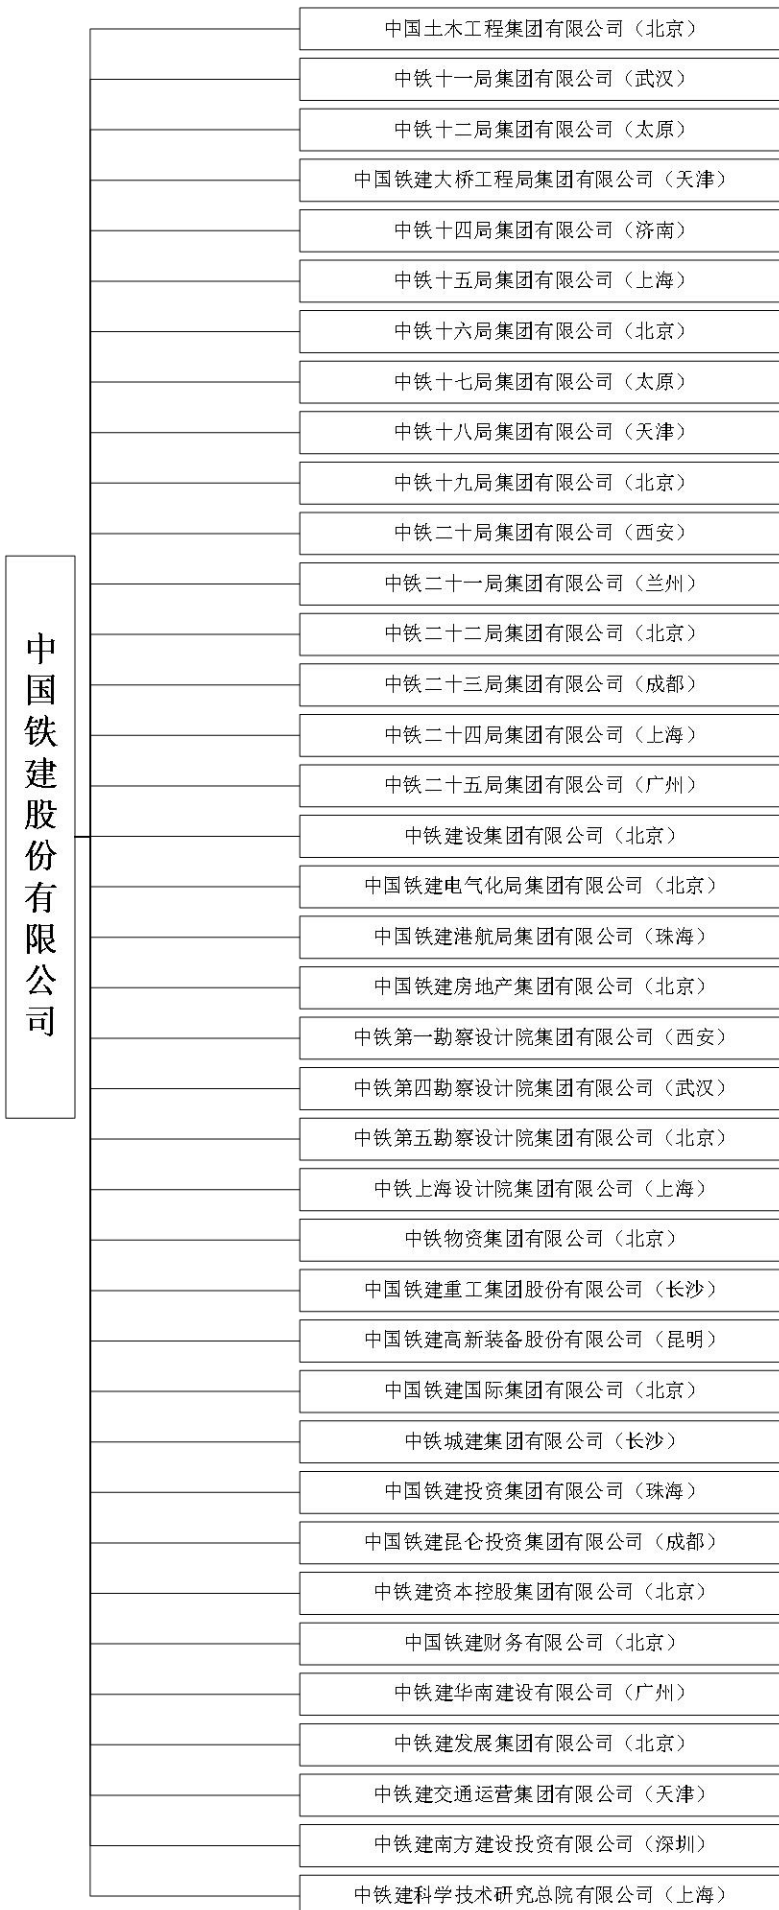 中国铁建股份有限公司
中国土木工程集团有限公司（北京）
中铁十一局集团有限公司（武汉）
中铁十二局集团有限公司（太原）
中国铁建大桥工程局集团有限公司（天津）
中铁十四局集团有限公司（济南）
中铁十五局集团有限公司（上海）
中铁十六局集团有限公司（北京）
中铁十七局集团有限公司（太原）
中铁十八局集团有限公司（天津）
中铁十九局集团有限公司（北京）
中铁二十局集团有限公司（西安）
中铁二十一局集团有限公司（兰州）
中铁二十二局集团有限公司（北京）
中铁二十三局集团有限公司（成都）
中铁二十四局集团有限公司（上海）
中铁二十五局集团有限公司（广州）
中铁建设集团有限公司（北京）
中国铁建电气化局集团有限公司（北京）
中国铁建港航局集团有限公司（珠海）
中国铁建房地产集团有限公司（北京）
中铁第一勘察设计院集团有限公司（西安）
中铁第四勘察设计院集团有限公司（武汉）
中铁第五勘察设计院集团有限公司（北京）
中铁上海设计院集团有限公司（上海）
中铁物资集团有限公司（北京）
中国铁建重工集团股份有限公司（长沙）
中国铁建高新装备股份有限公司（昆明）
中国铁建国际集团有限公司（北京）
中铁城建集团有限公司（长沙）
中国铁建投资集团有限公司（珠海）
中国铁建昆仑投资集团有限公司（成都）
中铁建资本控股集团有限公司（北京）
中国铁建财务有限公司（北京）
中铁建华南建设有限公司（广州）
中铁建发展集团有限公司（北京）
中铁建交通运营集团有限公司（天津）
中铁建南方建设投资有限公司（深圳）
中铁建科学技术研究总院有限公司（上海）